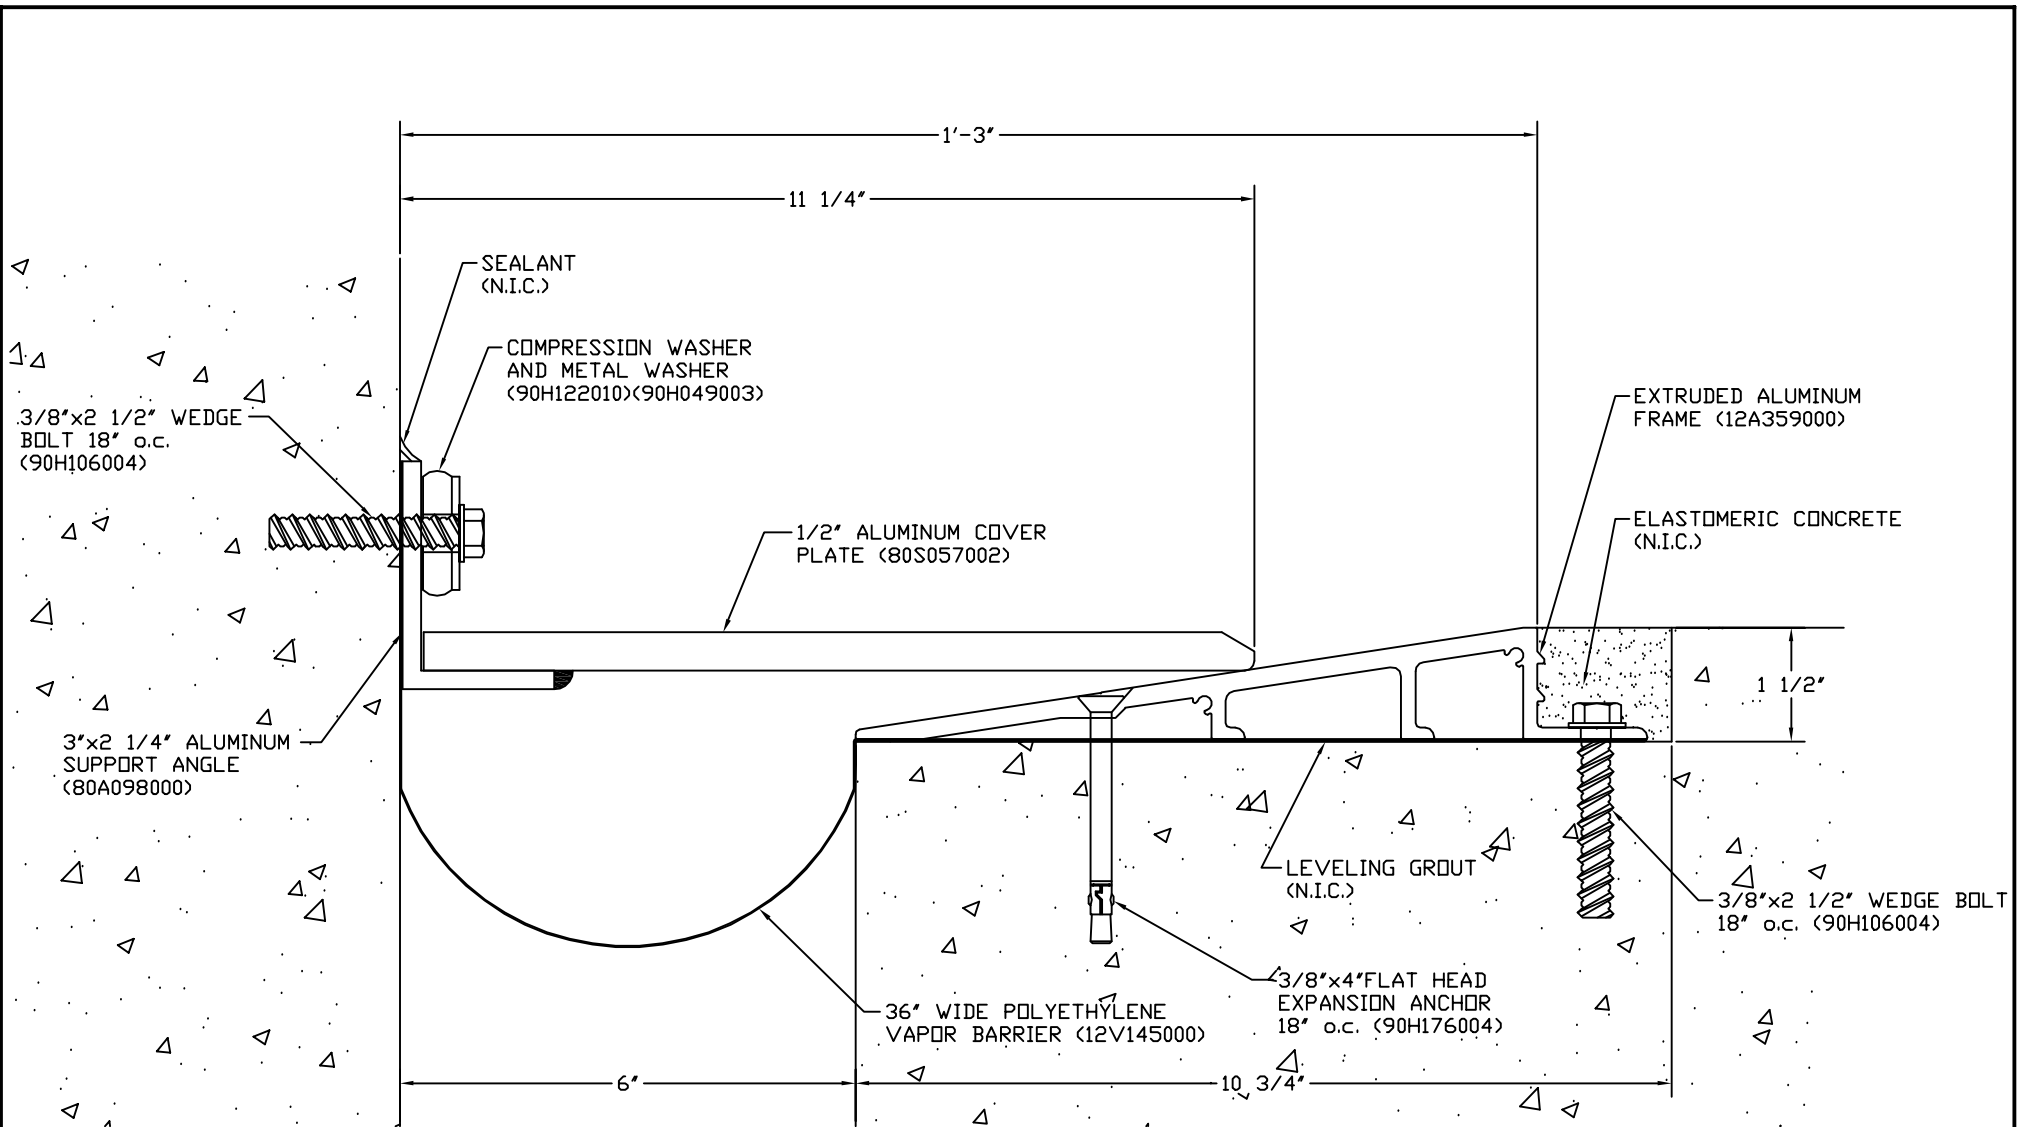 1'-3"
11 1/4"
SEALANT
(N.I.C.)
COMPRESSION WASHER
AND METAL WASHER
(90H122010)(90H049003)
3/8"x2 1/2" WEDGE
BOLT 18" o.c.
(90H106004)
EXTRUDED ALUMINUM
FRAME (12A359000)
1/2" ALUMINUM COVER
PLATE (80S057002)
ELASTOMERIC CONCRETE
(N.I.C.)
1 1/2"
3"x2 1/4" ALUMINUM
SUPPORT ANGLE
(80A098000)
LEVELING GROUT
(N.I.C.)
3/8"x2 1/2" WEDGE BOLT
18" o.c. (90H106004)
3/8"x4"FLAT HEAD
EXPANSION ANCHOR
18" o.c. (90H176004)
36" WIDE POLYETHYLENE
VAPOR BARRIER (12V145000)
6"
10 3/4"